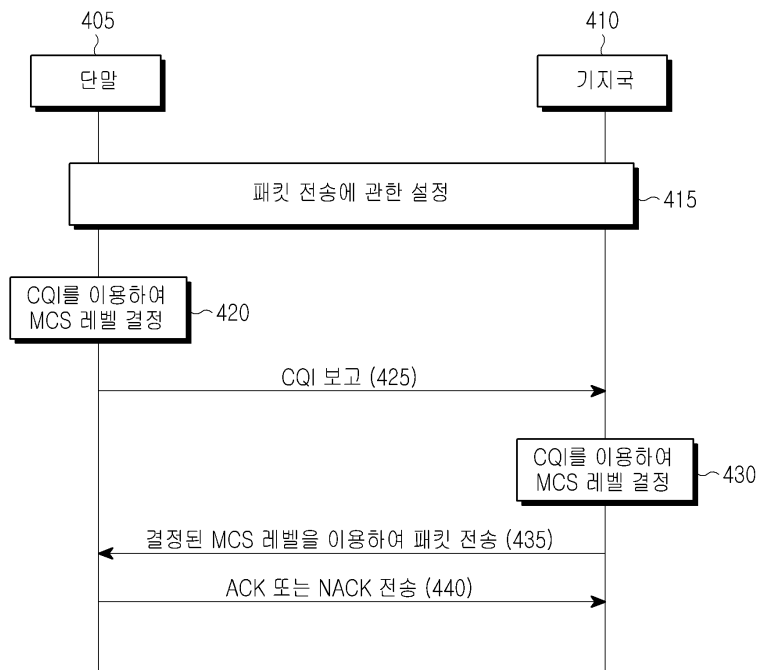 405
410
단말
기지국
패킷 전송에 관한 설정
415
CQI를 이용하여
MCS 레벨 결정
420
CQI 보고 (425)
CQI를 이용하여
MCS 레벨 결정
430
결정된 MCS 레벨을 이용하여 패킷 전송 (435)
ACK 또는 NACK 전송 (440)